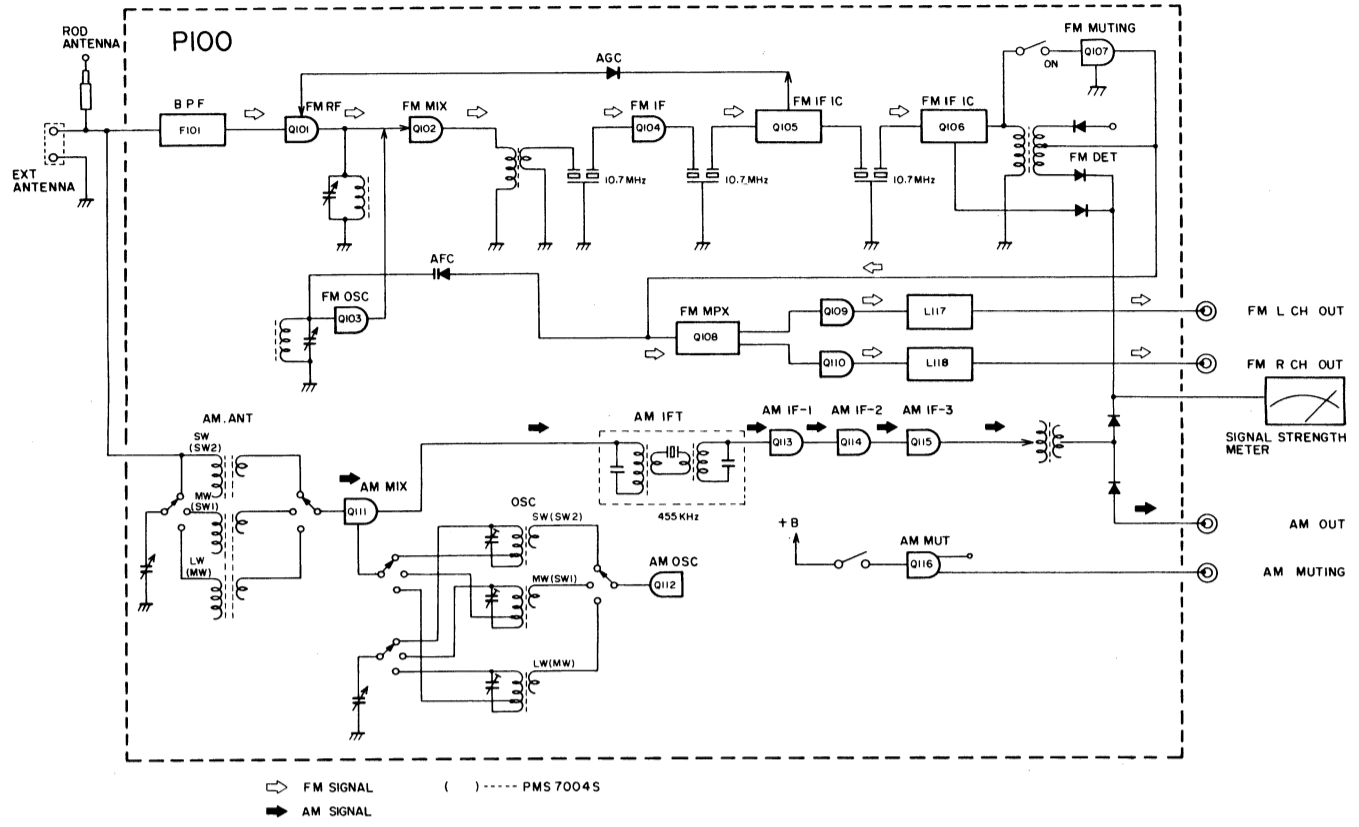 ROD
ANTENNA
EXT
ANTENNA
P100
B P F
F101
AGC
FM RF
Q101
FM MIX
Q102
FM IF
Q104
10.7MHz
10.7MHz
FM IF IC
Q105
10.7MHz
FM IF IC
Q106
FM MUTING
ON
Q107
FM DET
AFC
FM OSC
Q103
FM MPX
Q108
Q109
Q110
L117
L118
FM L CH OUT
FM R CH OUT
SIGNAL STRENGTH
METER
AM.ANT
SW
(SW2)
MW
(SW1)
LW
(MW)
AM MIX
Q111
AM IFT
455KHz
AM IF-1
Q113
AM IF-2
Q114
AM IF-3
Q115
OSC
SW(SW2)
MW(SW1)
LW(MW)
AM OSC
Q112
+B
AM MUT
Q116
AM OUT
AM MUTING
FM SIGNAL
( ) ----- PMS7004S
AM SIGNAL